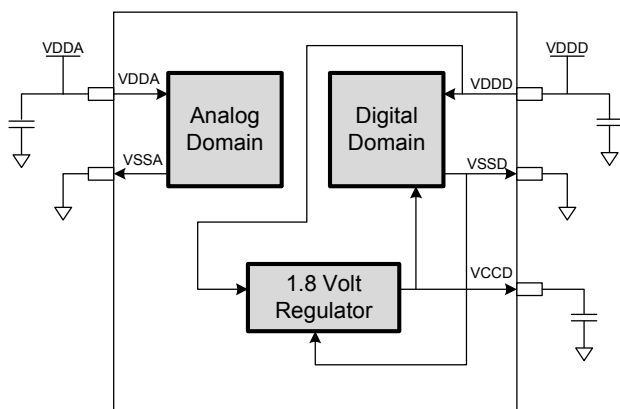 VDDA
VDDD
VDDA
VDDD
Analog
Domain
Digital
Domain
VSSA
VSSD
1.8 Volt
Regulator
VCCD